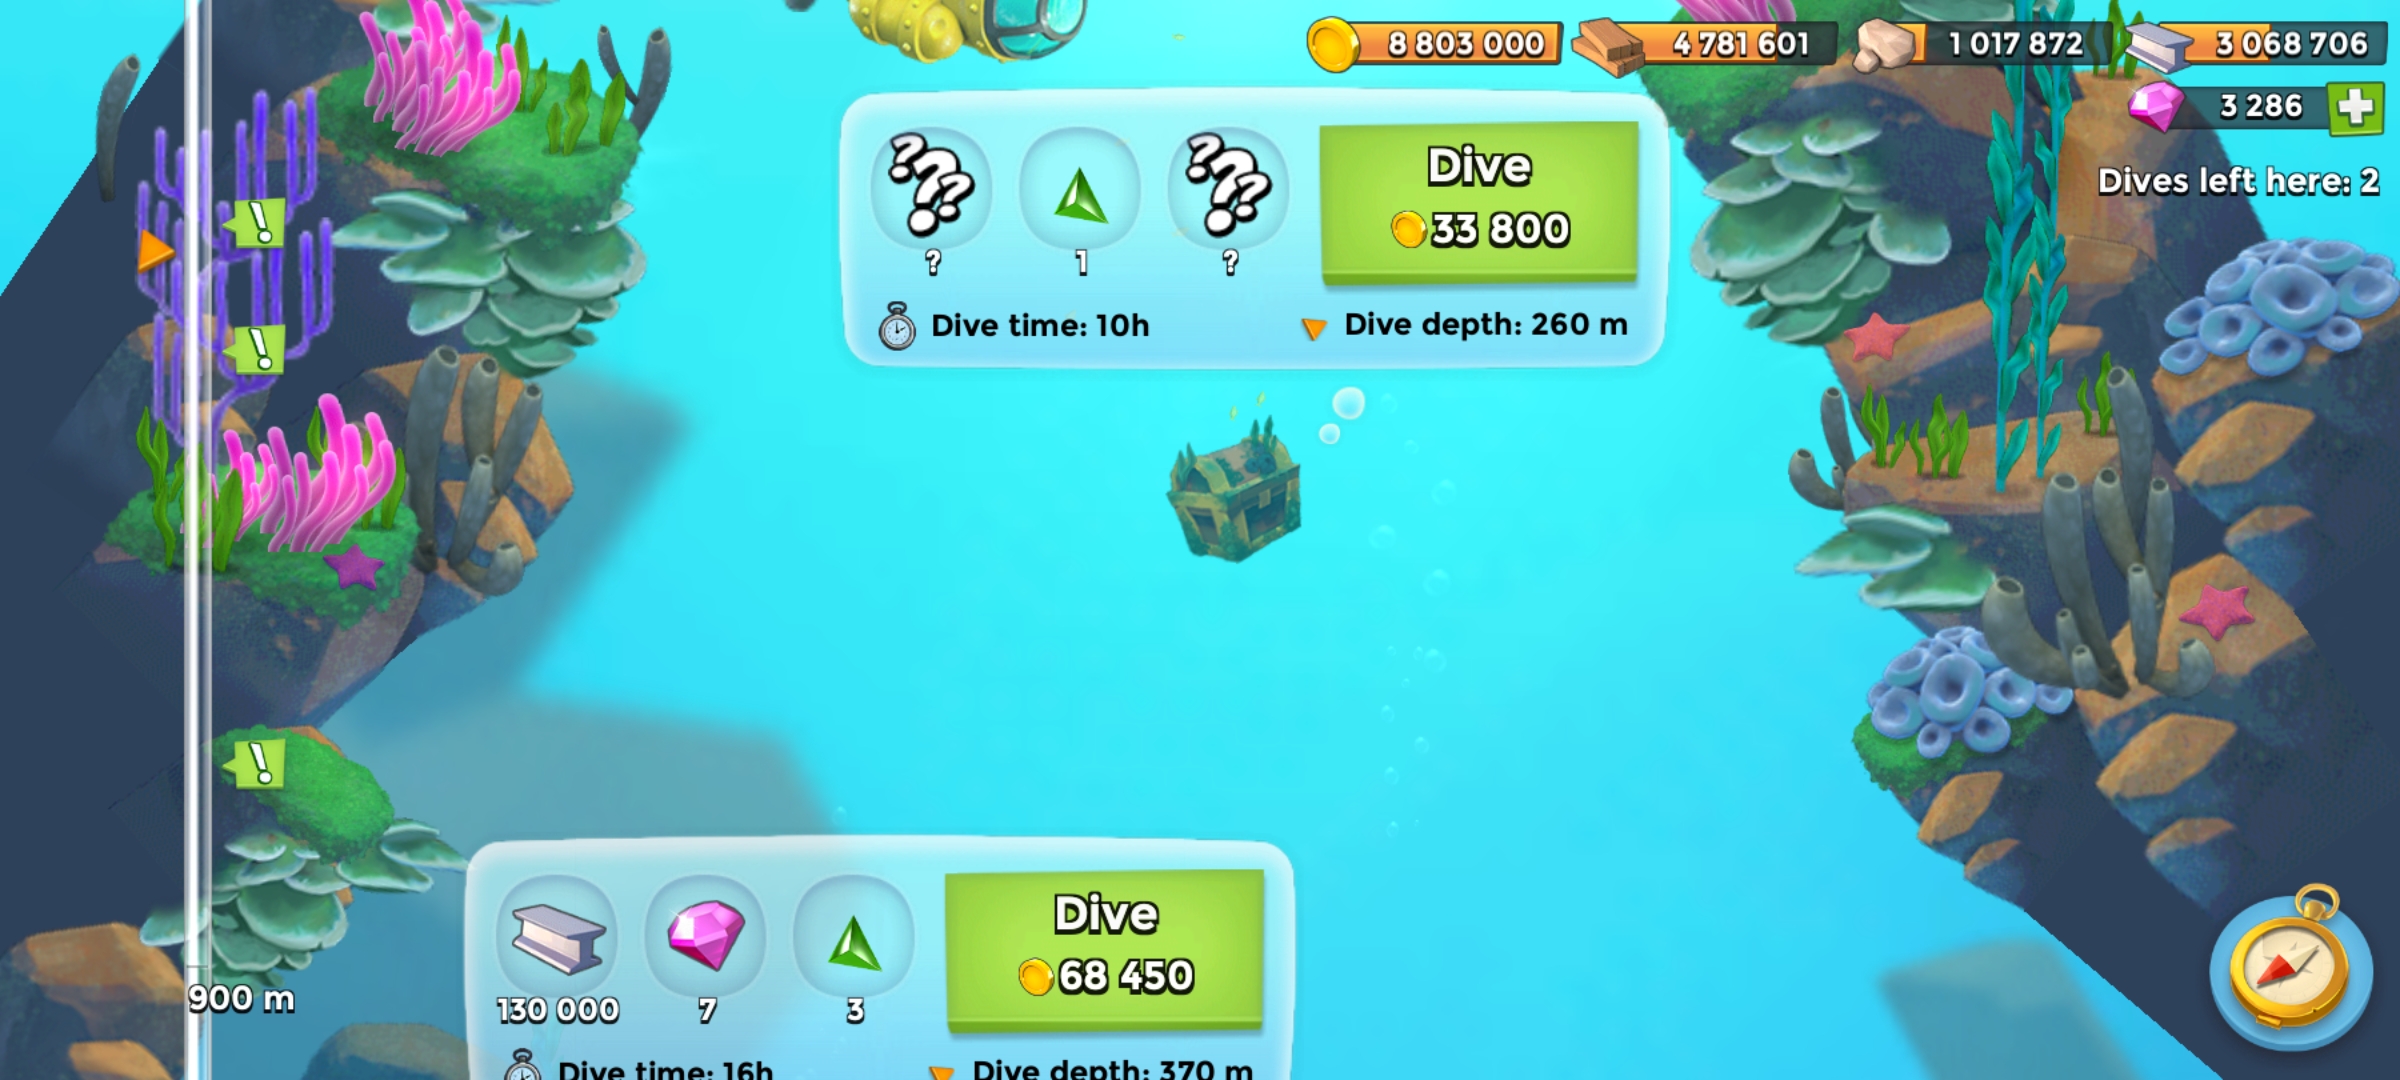 8 803 000
4 781 601
1 017 872
3 068 706
3 286
Dives left here: 2
???
???
Dive
33 800
?
1
?
Dive time: 10h
Dive depth: 260 m
!
!
!
Dive
68 450
130 000
7
3
900 m
Dive time: 16h
Dive depth: 370 m